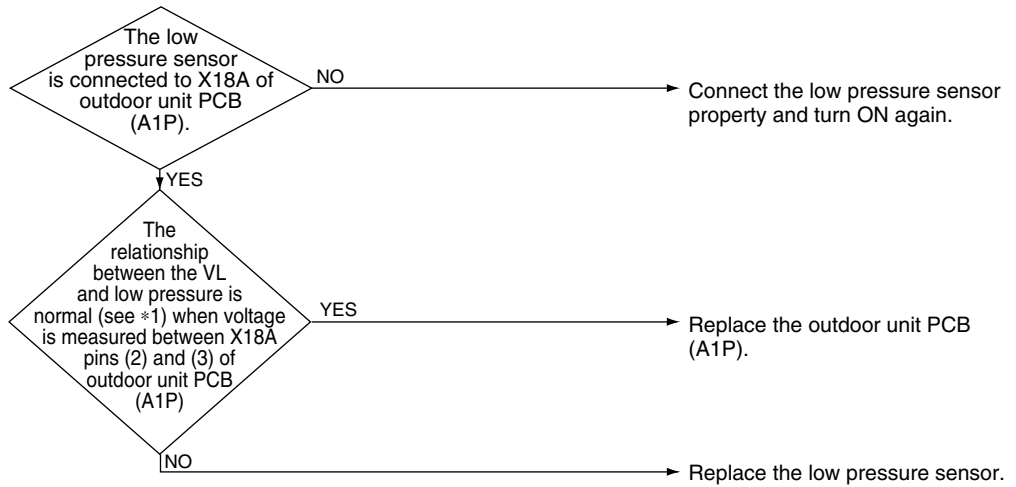 The low
pressure sensor
is connected to X18A of
outdoor unit PCB
(A1P).
NO
Connect the low pressure sensor
property and turn ON again.
YES
The
relationship
between the VL
and low pressure is
normal (see *1) when voltage
is measured between X18A
pins (2) and (3) of
outdoor unit PCB
(A1P)
YES
Replace the outdoor unit PCB
(A1P).
NO
Replace the low pressure sensor.